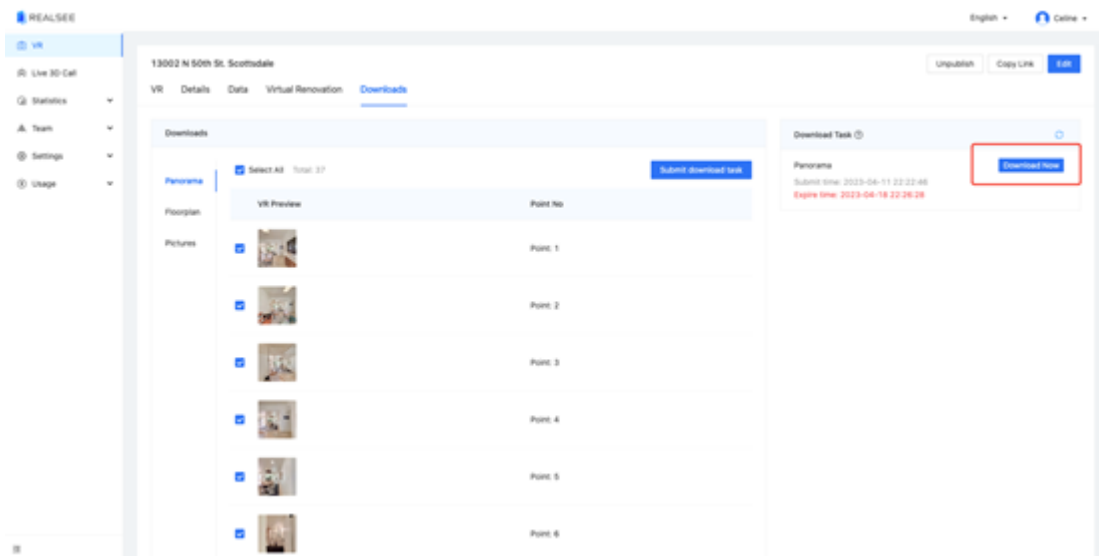 REALSEE
English
Celine
VR
Live 3D Call
Statistics
Team
Settings
Usage
13002 N 50th St. Scottsdale
Unpublish
Copy Link
Edit
VR
Details
Data
Virtual Renovation
Downloads
Downloads
Panorama
Floorplan
Pictures
Select All
Total: 37
Submit download task
VR Preview
Point No
Point: 1
Point: 2
Point: 3
Point: 4
Point: 5
Point: 6
Download Task
Panorama
Download Now
Submit time: 2023-04-11 22:22:46
Expire time: 2023-04-18 22:26:28